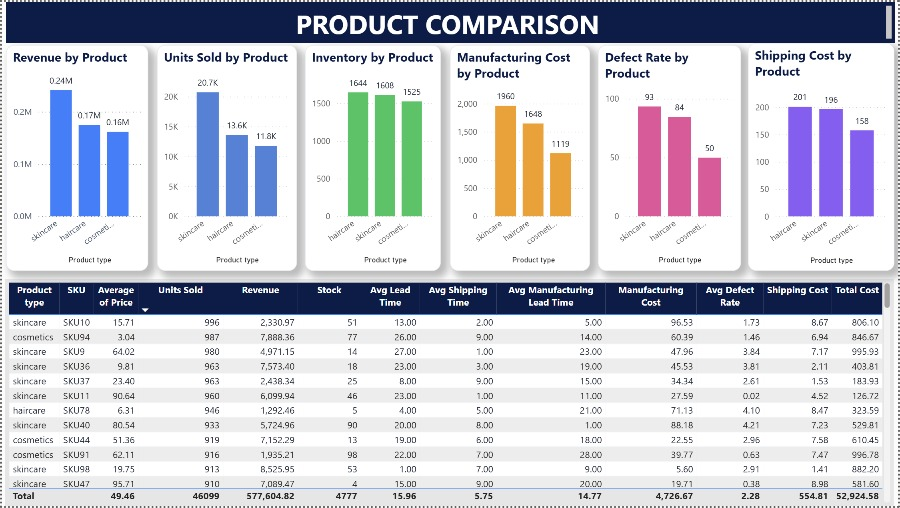 PRODUCT COMPARISON
Revenue by Product
0.24M
0.17M
0.16M
0.2M
0.1M
0.0M
skincare
haircare
cosmeti...
Product type
Units Sold by Product
20.7K
13.6K
11.8K
20K
15K
10K
5K
0K
skincare
haircare
cosmeti...
Product type
Inventory by Product
1644
1608
1525
1500
1000
500
0
haircare
skincare
cosmeti...
Product type
Manufacturing Cost
by Product
1960
1648
1119
2,000
1,500
1,000
500
0
skincare
haircare
cosmeti...
Product type
Defect Rate by
Product
93
84
50
100
50
0
skincare
haircare
cosmeti...
Product type
Shipping Cost by
Product
201
196
158
200
150
100
50
0
skincare
haircare
cosmeti...
Product type
Product type SKU Average of Price Units Sold Revenue Stock Avg Lead Time Avg Shipping Time Avg Manufacturing Lead Time Manufacturing Cost Avg Defect Rate Shipping Cost Total Cost
skincare SKU10 15.71 996 2,330.97 51 13.00 2.00 5.00 96.53 1.73 8.67 806.10
cosmetics SKU94 3.04 987 7,888.36 77 26.00 9.00 14.00 60.39 1.46 6.94 846.67
skincare SKU9 64.02 980 4,971.15 14 27.00 1.00 23.00 47.96 3.84 7.17 995.93
skincare SKU36 9.81 963 7,573.40 18 23.00 3.00 19.00 45.53 3.81 2.11 403.81
skincare SKU37 23.40 963 2,438.34 25 8.00 9.00 15.00 34.34 2.61 1.53 183.93
skincare SKU11 90.64 960 6,099.94 46 23.00 1.00 11.00 27.59 0.02 4.52 126.72
haircare SKU78 6.31 946 1,292.46 5 4.00 5.00 21.00 71.13 4.10 8.47 323.59
skincare SKU40 80.54 933 5,724.96 90 20.00 8.00 1.00 88.18 4.21 7.23 529.81
cosmetics SKU44 51.36 919 7,152.29 13 19.00 6.00 18.00 22.55 2.96 7.58 610.45
cosmetics SKU91 62.11 916 1,935.21 98 22.00 7.00 28.00 39.77 0.63 7.47 996.78
skincare SKU98 19.75 913 8,525.95 53 1.00 7.00 9.00 5.60 2.91 1.41 882.20
skincare SKU47 95.71 910 7,089.47 4 15.00 9.00 20.00 19.71 0.38 8.98 581.60
Total 49.46 46099 577,604.82 4777 15.96 5.75 14.77 4,726.67 2.28 554.81 52,924.58